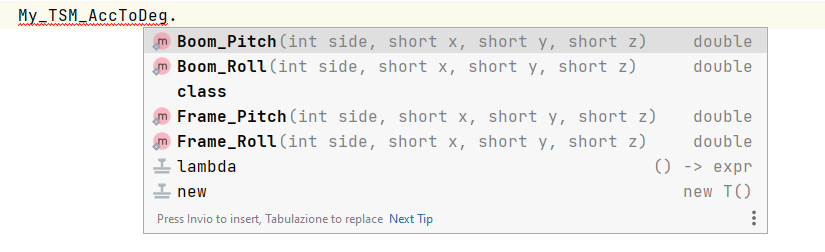 My_TSM_AccToDeg.
m Boom_Pitch(int side, short x, short y, short z) double
m Boom_Roll(int side, short x, short y, short z) double
class
m Frame_Pitch(int side, short x, short y, short z) double
m Frame_Roll(int side, short x, short y, short z) double
lambda () -> expr
new new T()
Press Invio to insert, Tabulazione to replace Next Tip